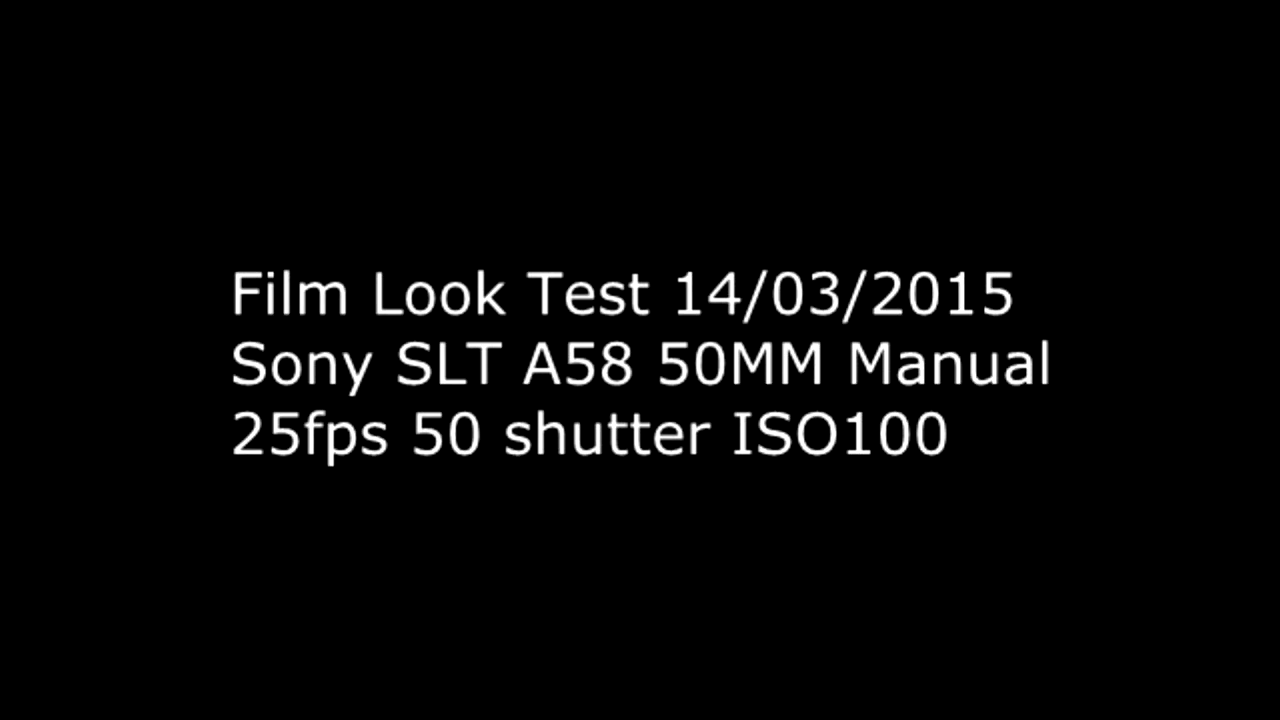 Film Look Test 14/03/2015
Sony SLT A58 50MM Manual
25fps 50 shutter ISO100